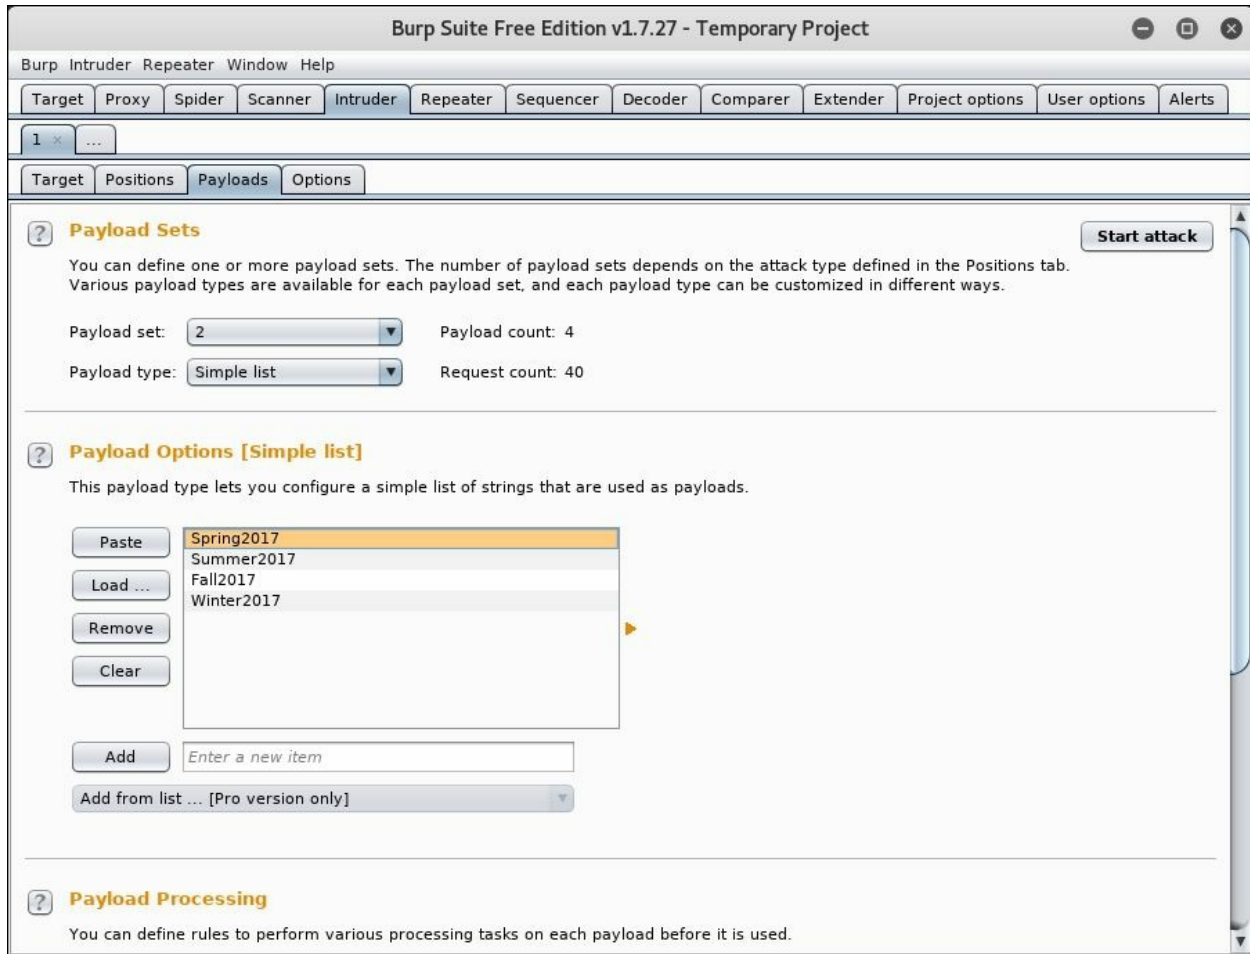 Burp Suite Free Edition v1.7.27 - Temporary Project
Burp Intruder Repeater Window Help
Target Proxy Spider Scanner Intruder Repeater Sequencer Decoder Comparer Extender Project options User options Alerts
1 × ...
Target Positions Payloads Options
? Payload Sets Start attack
You can define one or more payload sets. The number of payload sets depends on the attack type defined in the Positions tab.
Various payload types are available for each payload set, and each payload type can be customized in different ways.
Payload set: 2 Payload count: 4
Payload type: Simple list Request count: 40
? Payload Options [Simple list]
This payload type lets you configure a simple list of strings that are used as payloads.
Paste
Load ...
Remove
Clear
Spring2017
Summer2017
Fall2017
Winter2017
Add Enter a new item
Add from list ... [Pro version only]
? Payload Processing
You can define rules to perform various processing tasks on each payload before it is used.